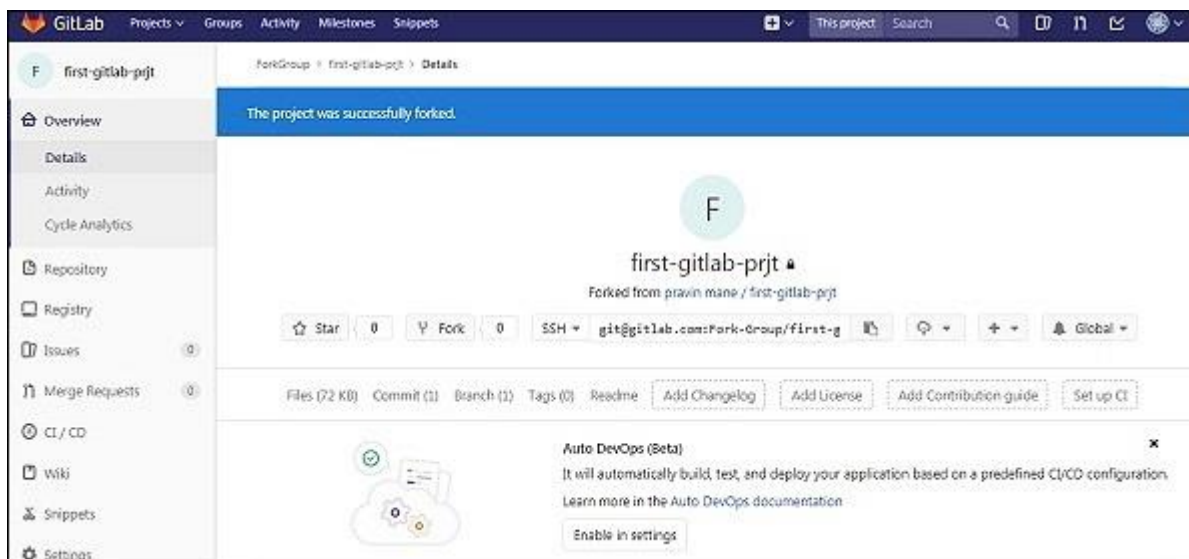 GitLab Projects Groups Activity Milestones Snippets This project Search
F first-gitlab-prjt
ForkGroup > first-gitlab-prjt > Details
The project was successfully forked.
Overview
Details
Activity
Cycle Analytics
Repository
Registry
Issues 0
Merge Requests 0
CI / CD
Wiki
Snippets
Settings
F
first-gitlab-prjt
Forked from pravin mane / first-gitlab-prjt
Star 0 Fork 0 SSH git@gitlab.com:Fork-Group/first-g + Global
Files (72 KB) Commit (1) Branch (1) Tags (0) Readme Add Changelog Add License Add Contribution guide Set up CI
Auto DevOps (Beta)
It will automatically build, test, and deploy your application based on a predefined CI/CD configuration.
Learn more in the Auto DevOps documentation
Enable in settings